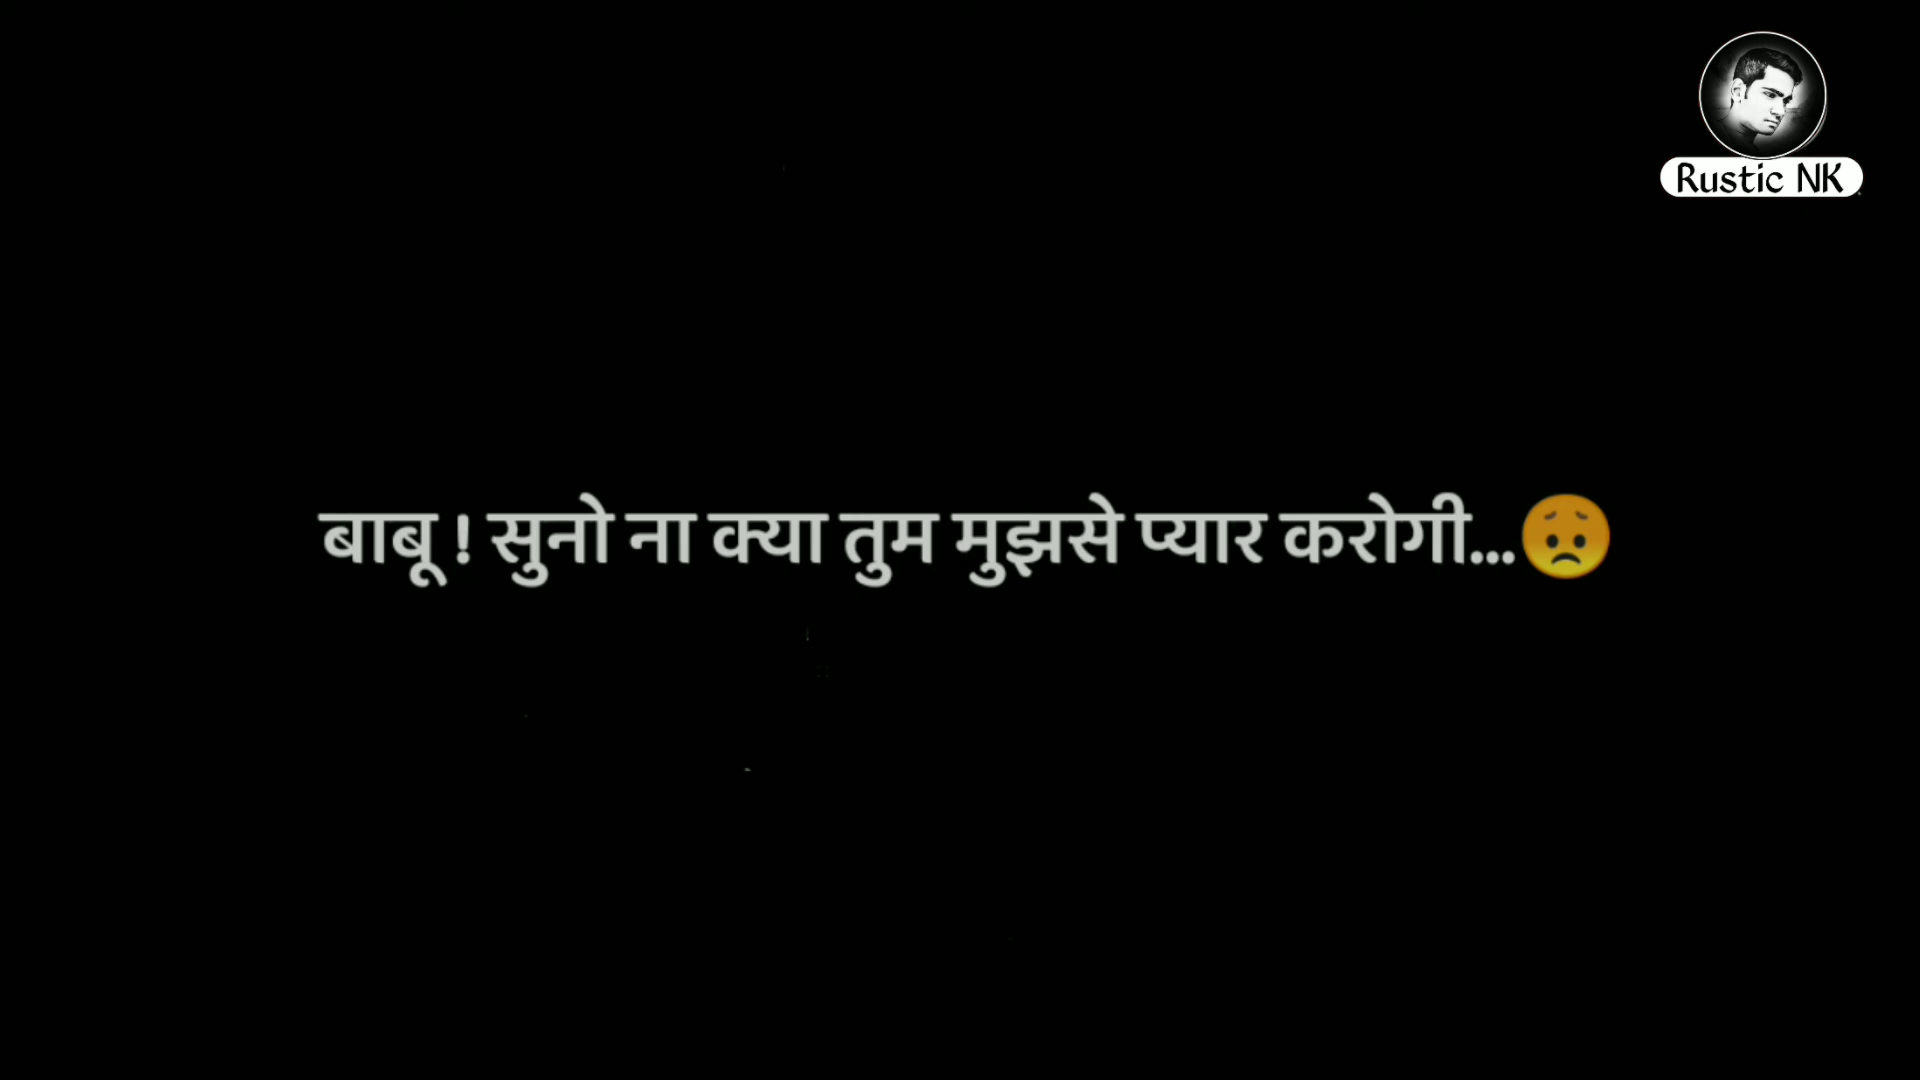 Rustic NK
बाबू ! सुनो ना क्या तुम मुझसे प्यार करोगी...😞